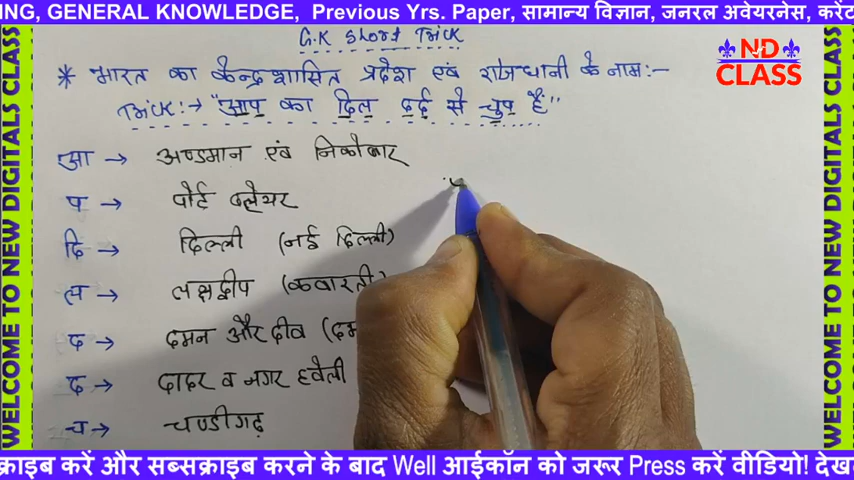 ING, GENERAL KNOWLEDGE, Previous Yrs. Paper, सामान्य विज्ञान, जनरल अवेयरनेस, करेंट
WELCOME TO NEW DIGITALS CLASS
G.K Short Trick
ND
CLASS
* भारत का केन्द्रशासित प्रदेश एवं राजधानी के नाम:-
Trick:→ "आप का दिल दर्द से चुप हैं"
आ → अण्डमान एवं निकोबार
प → पोर्ट ब्लेयर
दि → दिल्ली (नई दिल्ली)
ल → लक्षद्वीप (कवारती)
द → दमन और दीव (दम
द → दादर व नगर हवेली
च → चण्डीगढ़
WELCOME TO NEW DIGITALS CLASS
क्राइब करें और सब्सक्राइब करने के बाद Well आईकॉन को जरूर Press करें वीडियो! देख